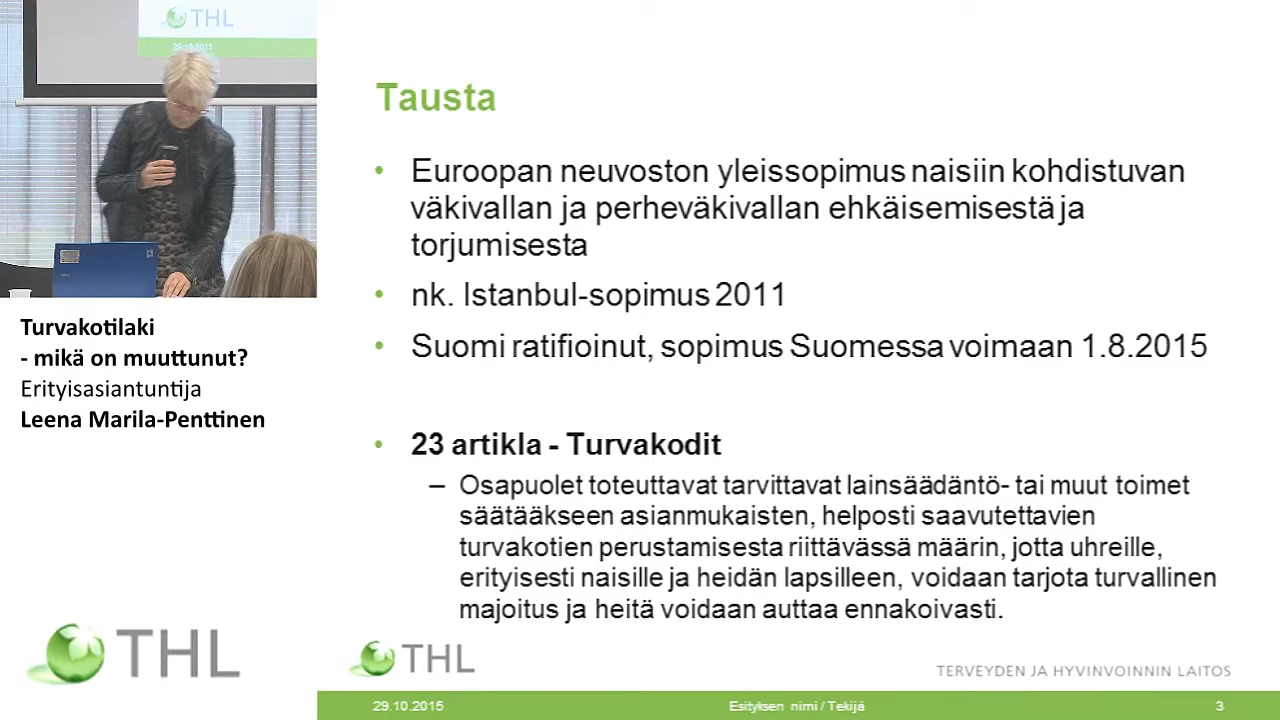 THL
29.10.2015
Turvakotilaki
- mikä on muuttunut?
Erityisasiantuntija
Leena Marila-Penttinen
THL
Tausta
• Euroopan neuvoston yleissopimus naisiin kohdistuvan
väkivallan ja perheväkivallan ehkäisemisestä ja
torjumisesta
• nk. Istanbul-sopimus 2011
• Suomi ratifioinut, sopimus Suomessa voimaan 1.8.2015
• 23 artikla - Turvakodit
– Osapuolet toteuttavat tarvittavat lainsäädäntö- tai muut toimet
säätääkseen asianmukaisten, helposti saavutettavien
turvakotien perustamisesta riittävässä määrin, jotta uhreille,
erityisesti naisille ja heidän lapsilleen, voidaan tarjota turvallinen
majoitus ja heitä voidaan auttaa ennakoivasti.
THL
TERVEYDEN JA HYVINVOINNIN LAITOS
29.10.2015
Esityksen nimi / Tekijä
3